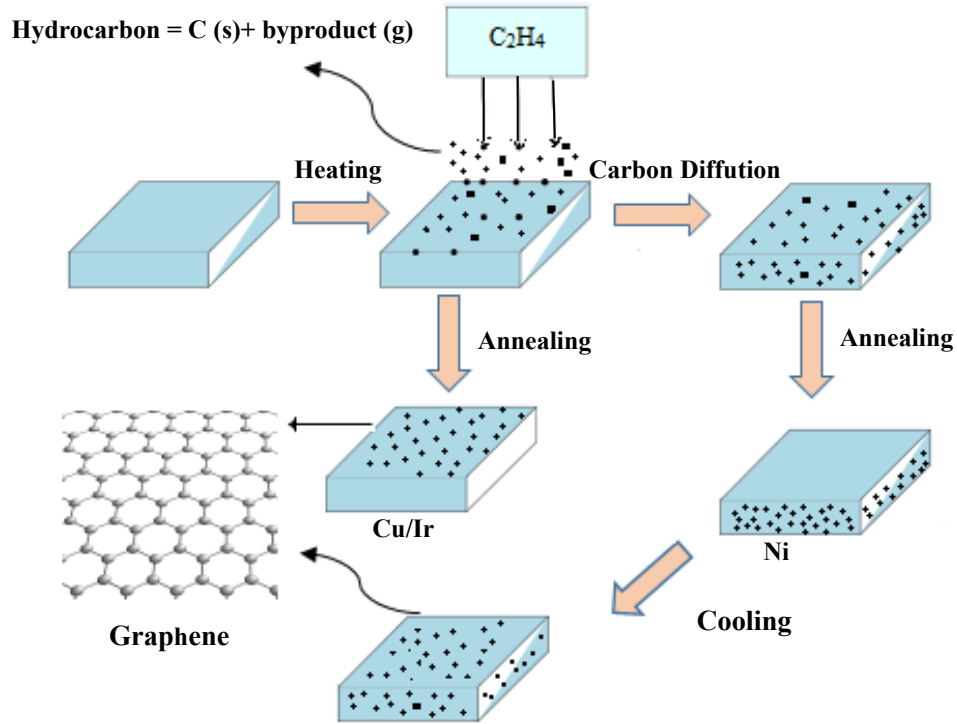 Hydrocarbon = C (s)+ byproduct (g)
C₂H₄
Heating
Carbon Diffution
Annealing
Annealing
Cu/Ir
Ni
Graphene
Cooling